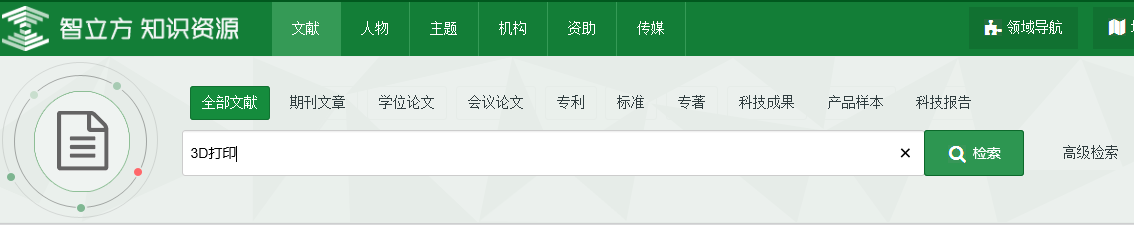 智立方 知识资源 文献 人物 主题 机构 资助 传媒 领域导航
全部文献 期刊文章 学位论文 会议论文 专利 标准 专著 科技成果 产品样本 科技报告
3D打印 × 检索 高级检索